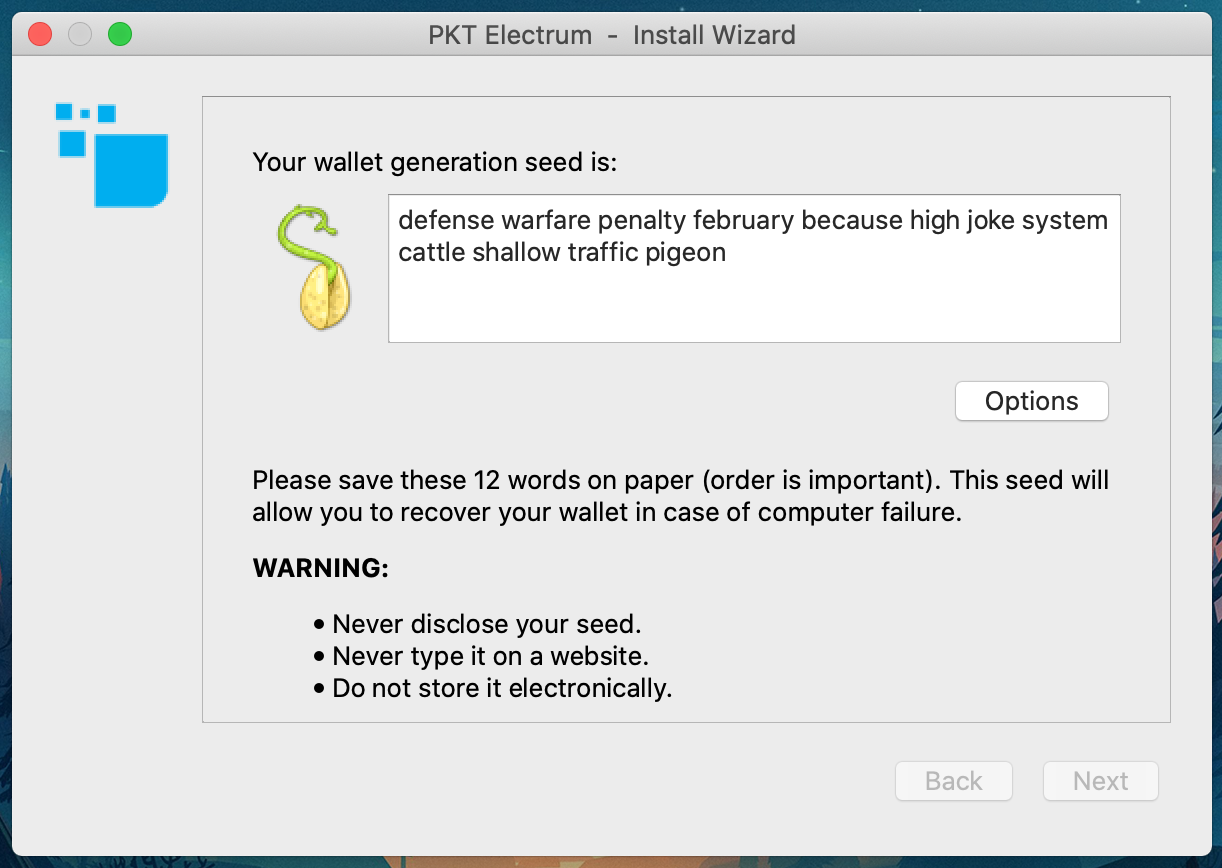 PKT Electrum - Install Wizard
Your wallet generation seed is:
defense warfare penalty february because high joke system
cattle shallow traffic pigeon
Options
Please save these 12 words on paper (order is important). This seed will
allow you to recover your wallet in case of computer failure.
WARNING:
• Never disclose your seed.
• Never type it on a website.
• Do not store it electronically.
Back
Next